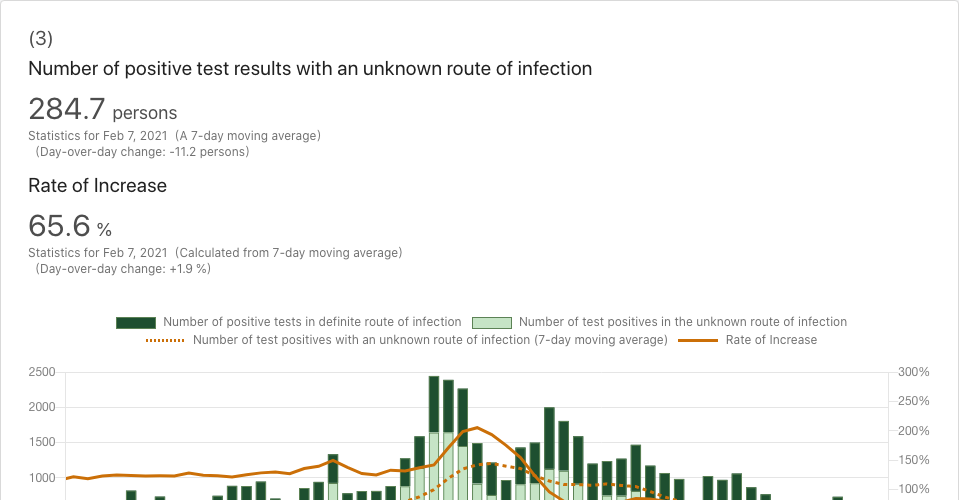 (3)
Number of positive test results with an unknown route of infection
284.7 persons
Statistics for Feb 7, 2021 (A 7-day moving average)
(Day-over-day change: -11.2 persons)
Rate of Increase
65.6 %
Statistics for Feb 7, 2021 (Calculated from 7-day moving average)
(Day-over-day change: +1.9 %)
Number of positive tests in definite route of infection Number of test positives in the unknown route of infection
Number of test positives with an unknown route of infection (7-day moving average) Rate of Increase
2500 300%
250%
2000
200%
1500
150%
1000
100%